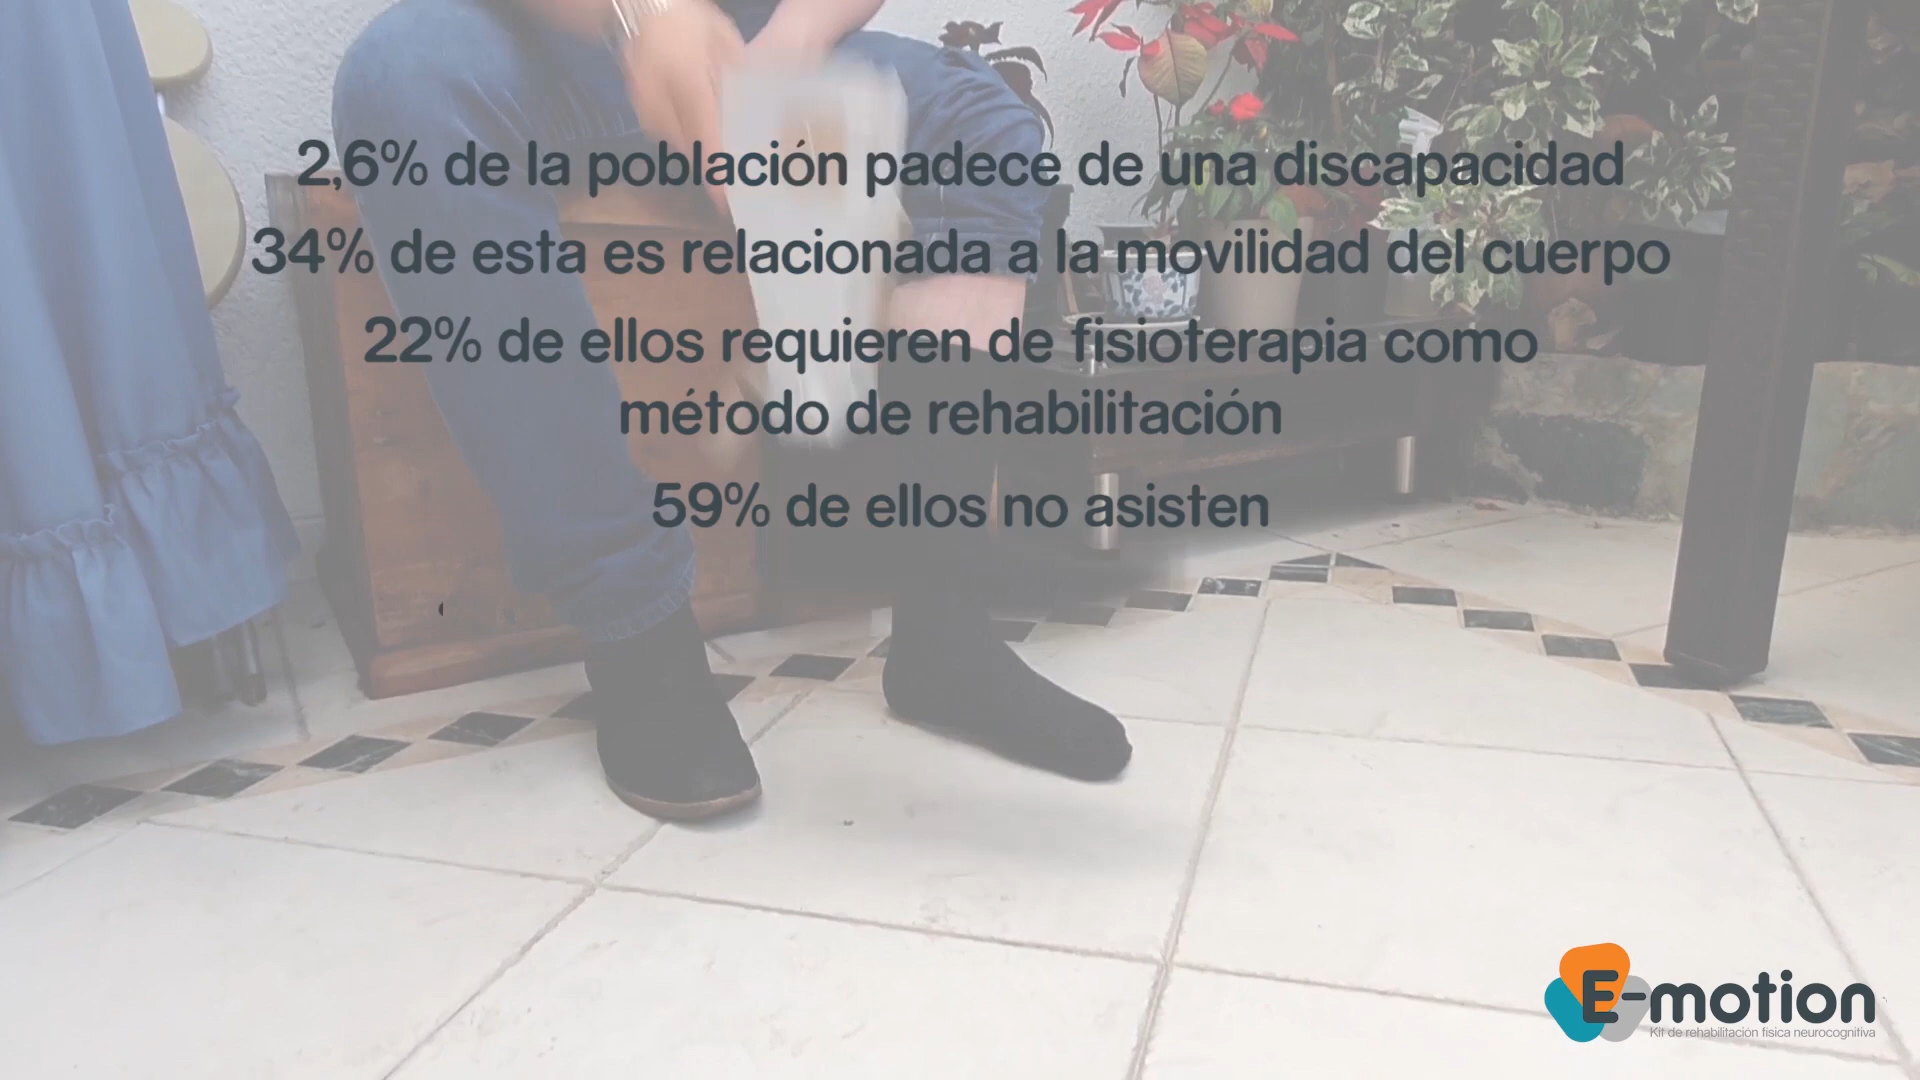 2,6% de la población padece de una discapacidad
34% de esta es relacionada a la movilidad del cuerpo
22% de ellos requieren de fisioterapia como
método de rehabilitación
59% de ellos no asisten
E-motion
Kit de rehabilitación física neurocognitiva